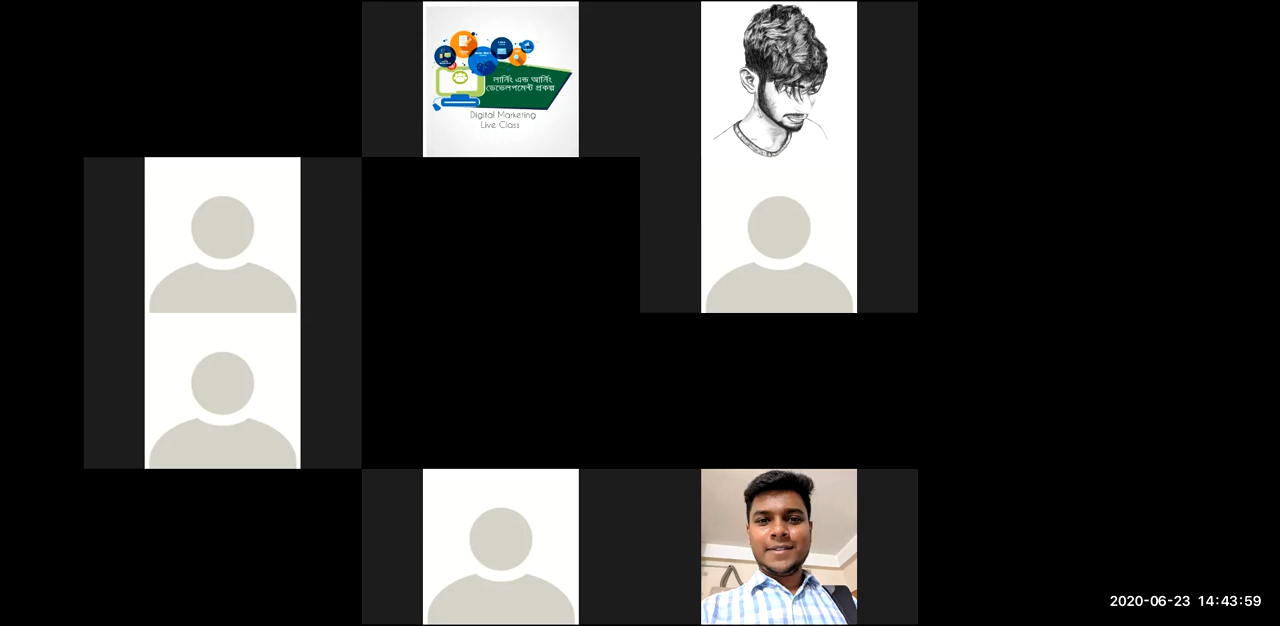 লার্নিং এন্ড আর্নিং
ডেভেলপমেন্ট প্রকল্প
Digital Marketing
Live Class
2020-06-23 14:43:59